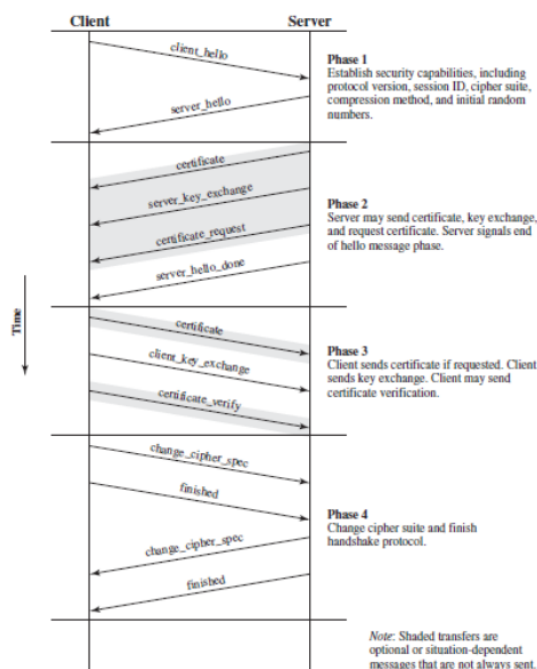 Client Server
client_hello
Phase 1
Establish security capabilities, including
protocol version, session ID, cipher suite,
compression method, and initial random
numbers.
server_hello
certificate
server_key_exchange
Phase 2
Server may send certificate, key exchange,
and request certificate. Server signals end
of hello message phase.
certificate_request
server_hello_done
Time
certificate
Phase 3
Client sends certificate if requested. Client
sends key exchange. Client may send
certificate verification.
client_key_exchange
certificate_verify
change_cipher_spec
finished
Phase 4
Change cipher suite and finish
handshake protocol.
change_cipher_spec
finished
Note: Shaded transfers are
optional or situation-dependent
messages that are not always sent.